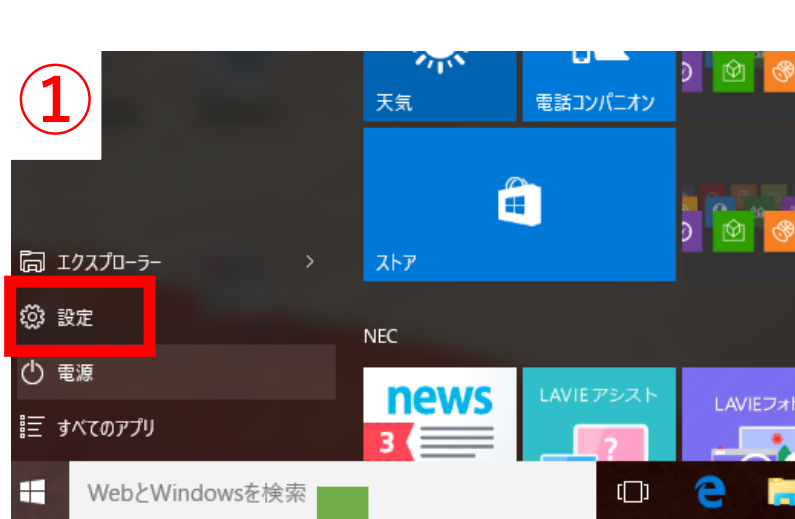 ①
天気
電話コンパニオン
エクスプローラー
ストア
設定
NEC
電源
news
3
LAVIE アシスト
?
LAVIEフォト
すべてのアプリ
WebとWindowsを検索